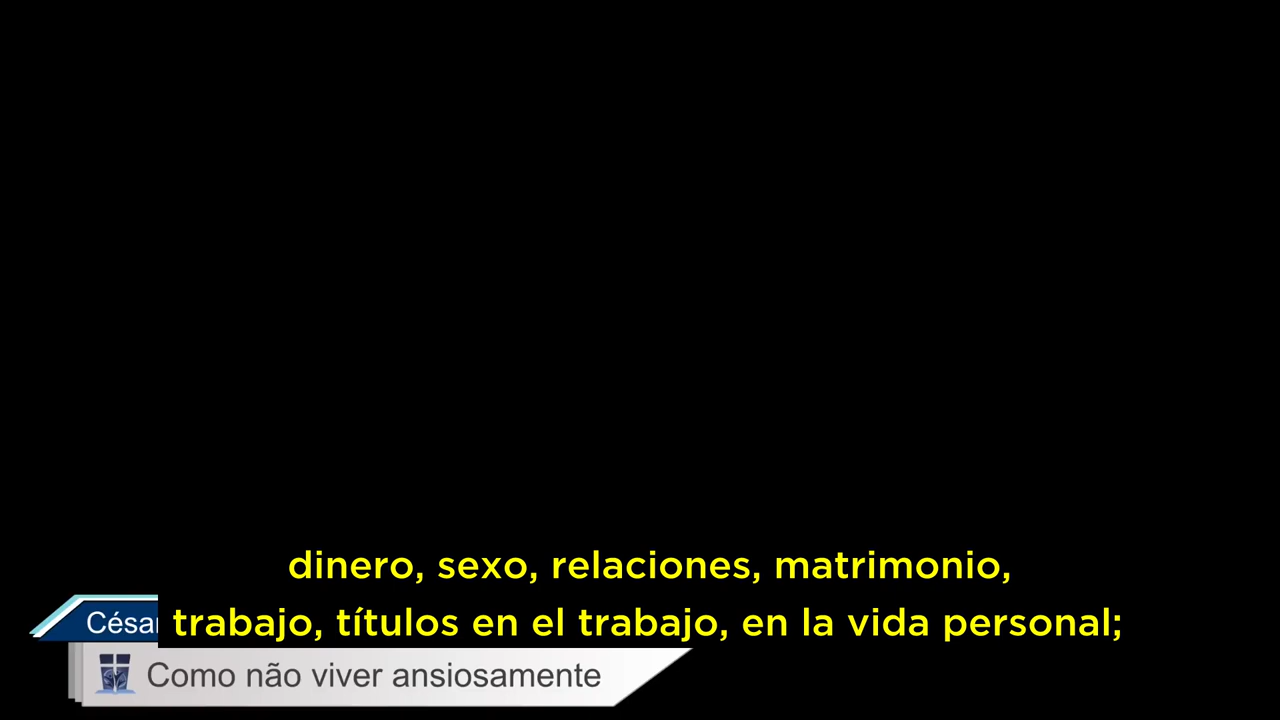 dinero, sexo, relaciones, matrimonio,
trabajo, títulos en el trabajo, en la vida personal;
Como não viver ansiosamente